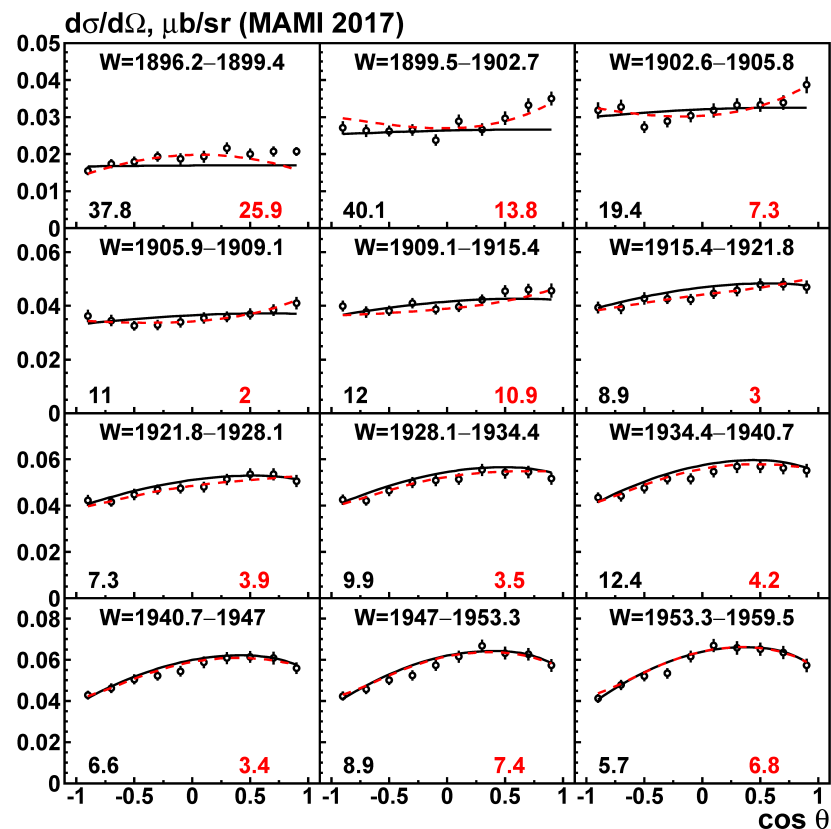 dσ/dΩ, μb/sr (MAMI 2017)
0.05
0.04
0.03
0.02
0.01
0
W=1896.2−1899.4
37.8 25.9
W=1899.5−1902.7
40.1 13.8
W=1902.6−1905.8
19.4 7.3
0.06
0.04
0.02
0
W=1905.9−1909.1
11 2
W=1909.1−1915.4
12 10.9
W=1915.4−1921.8
8.9 3
0.06
0.04
0.02
0
W=1921.8−1928.1
7.3 3.9
W=1928.1−1934.4
9.9 3.5
W=1934.4−1940.7
12.4 4.2
0.08
0.06
0.04
0.02
0
W=1940.7−1947
6.6 3.4
W=1947−1953.3
8.9 7.4
W=1953.3−1959.5
5.7 6.8
-1 -0.5 0 0.5 1
-1 -0.5 0 0.5 1
-1 -0.5 0 0.5 1
cos θ